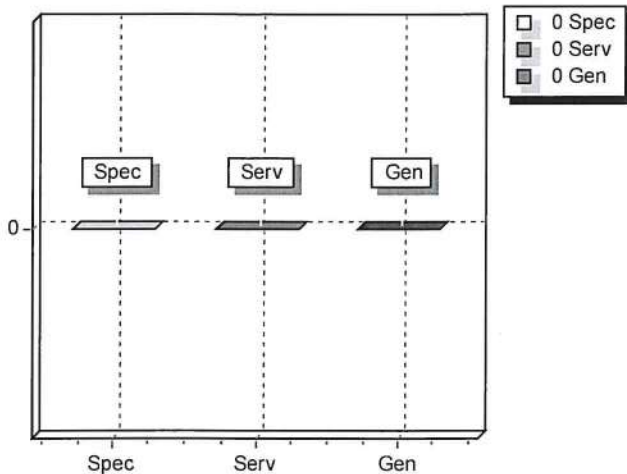 0 Spec
0 Serv
0 Gen
Spec Serv Gen
0
Spec Serv Gen